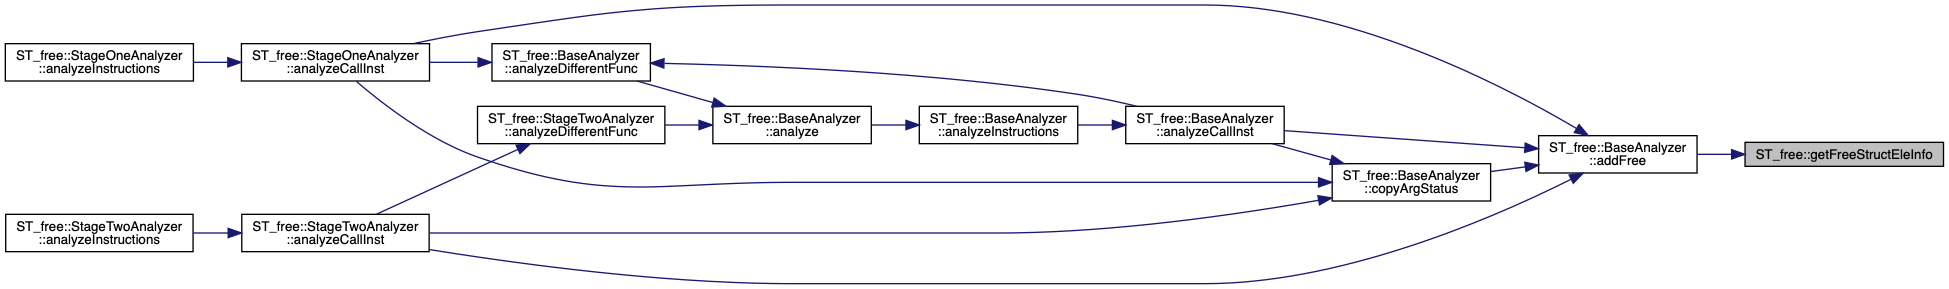 ST_free::StageOneAnalyzer
::analyzeInstructions
ST_free::StageOneAnalyzer
::analyzeCallInst
ST_free::BaseAnalyzer
::analyzeDifferentFunc
ST_free::StageTwoAnalyzer
::analyzeDifferentFunc
ST_free::BaseAnalyzer
::analyze
ST_free::BaseAnalyzer
::analyzeInstructions
ST_free::BaseAnalyzer
::analyzeCallInst
ST_free::BaseAnalyzer
::addFree
ST_free::getFreeStructEleInfo
ST_free::BaseAnalyzer
::copyArgStatus
ST_free::StageTwoAnalyzer
::analyzeInstructions
ST_free::StageTwoAnalyzer
::analyzeCallInst